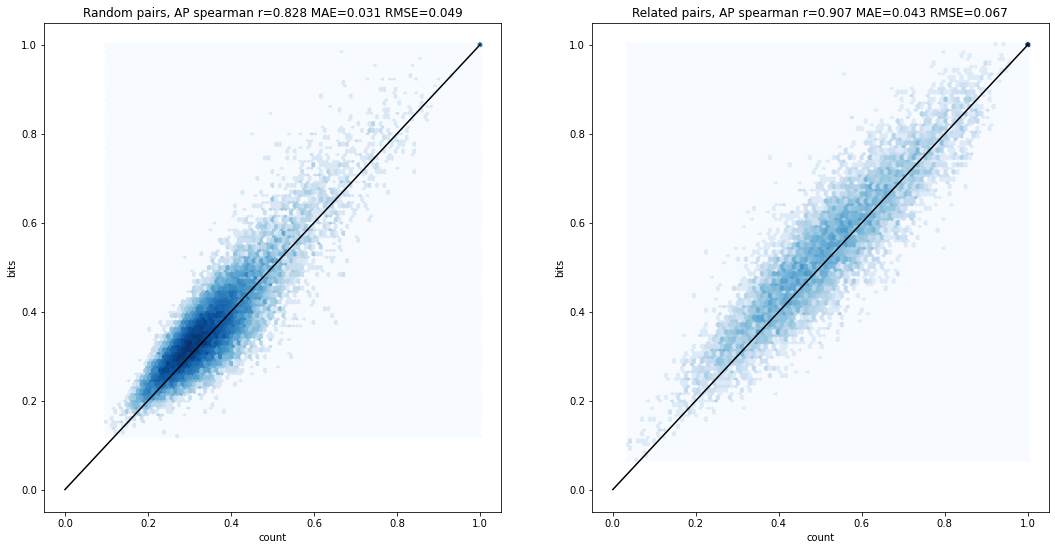 Random pairs, AP spearman r=0.828 MAE=0.031 RMSE=0.049
1.0
0.8
0.6
0.4
0.2
0.0
bits
0.0 0.2 0.4 0.6 0.8 1.0
count
Related pairs, AP spearman r=0.907 MAE=0.043 RMSE=0.067
1.0
0.8
0.6
0.4
0.2
0.0
bits
0.0 0.2 0.4 0.6 0.8 1.0
count